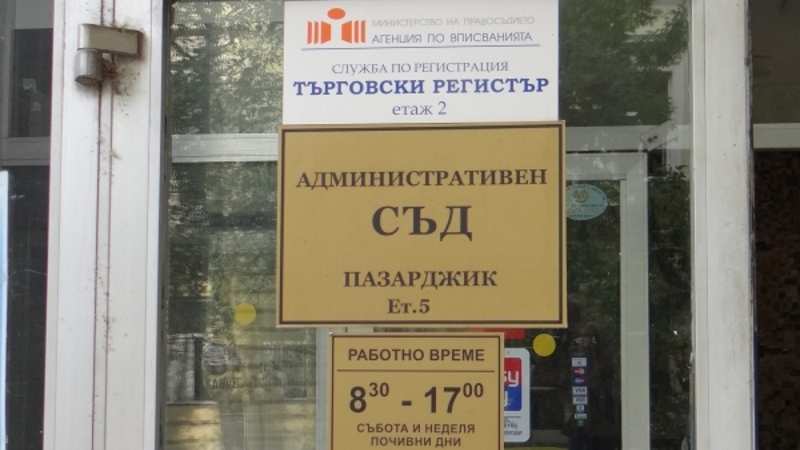 МИНИСТЕРСТВО НА ПРАВОСЪДИЕТО
АГЕНЦИЯ ПО ВПИСВАНИЯТА
СЛУЖБА ПО РЕГИСТРАЦИЯ
ТЪРГОВСКИ РЕГИСТЪР
етаж 2
АДМИНИСТРАТИВЕН
СЪД
ПАЗАРДЖИК
Ет.5
РАБОТНО ВРЕМЕ
8³⁰ - 17⁰⁰
СЪБОТА И НЕДЕЛЯ
ПОЧИВНИ ДНИ